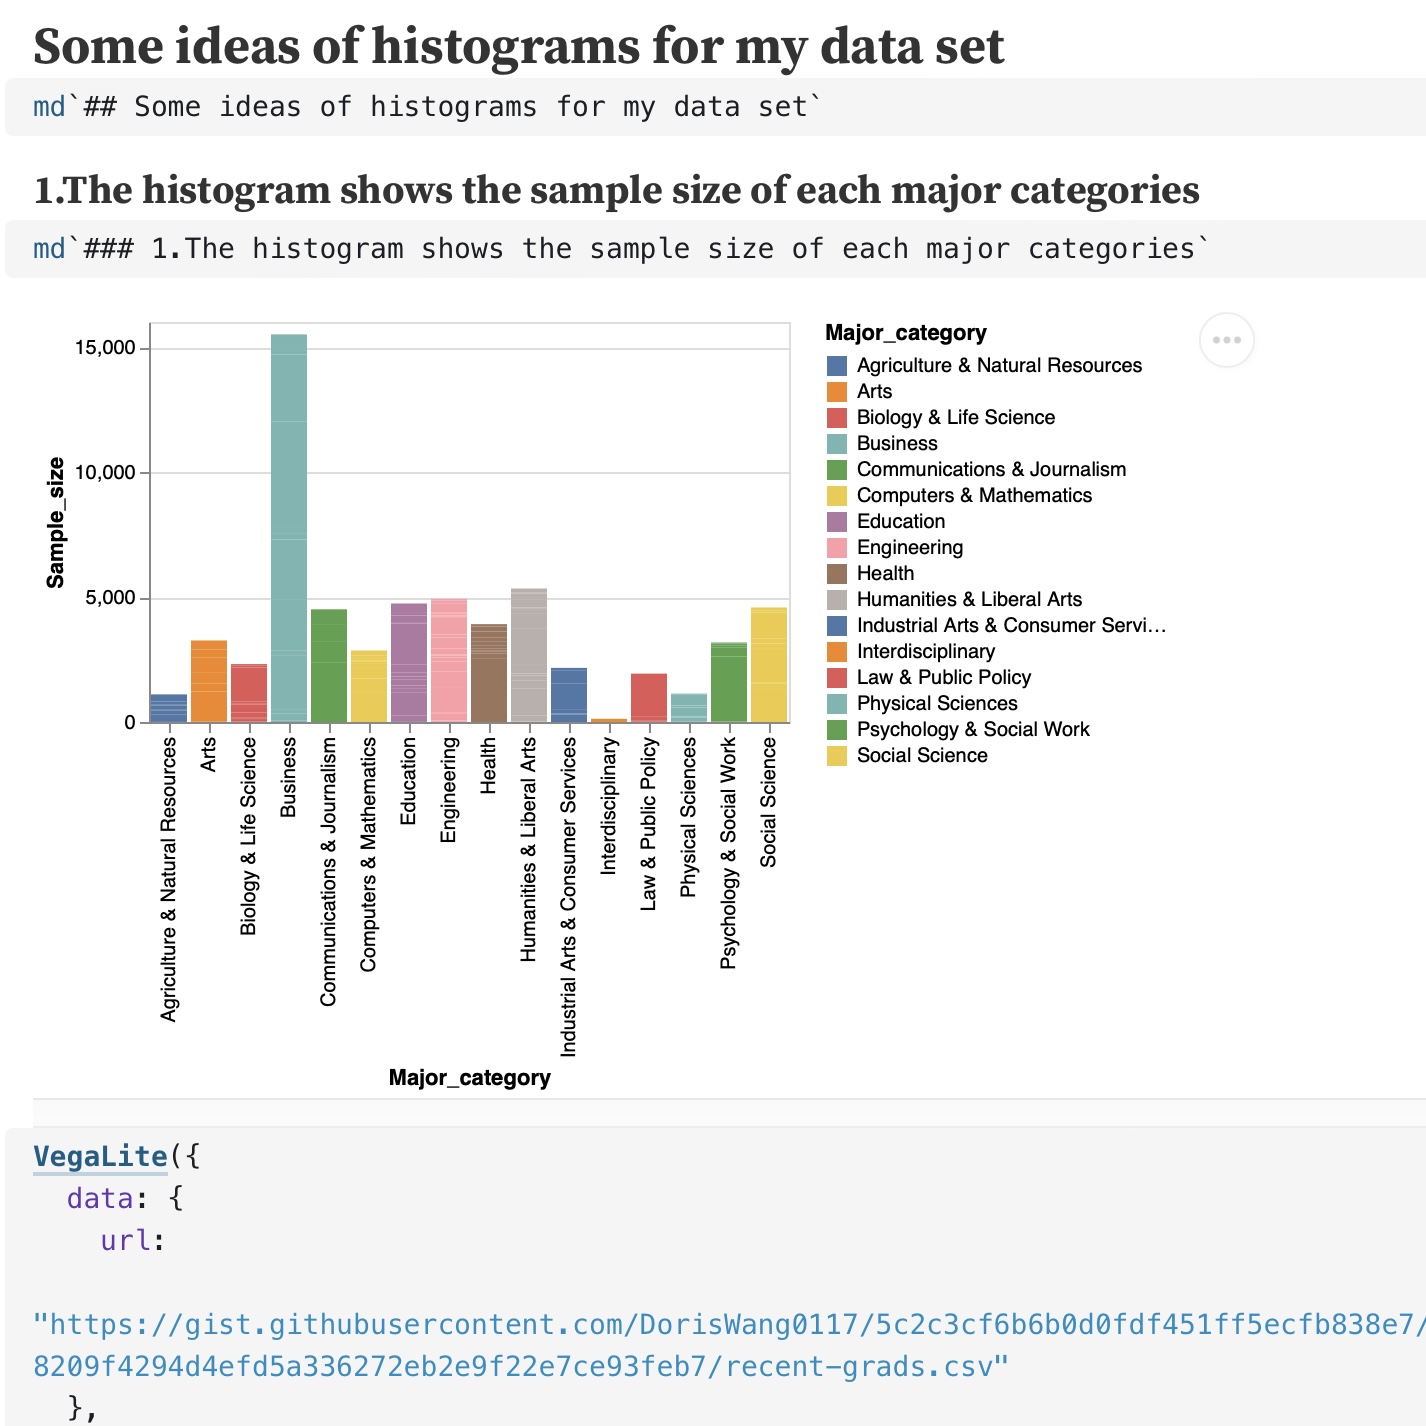 Some ideas of histograms for my data set
md`## Some ideas of histograms for my data set`
1.The histogram shows the sample size of each major categories
md`### 1.The histogram shows the sample size of each major categories`
15,000
10,000
5,000
0
Sample_size
Agriculture & Natural Resources
Arts
Biology & Life Science
Business
Communications & Journalism
Computers & Mathematics
Education
Engineering
Health
Humanities & Liberal Arts
Industrial Arts & Consumer Services
Interdisciplinary
Law & Public Policy
Physical Sciences
Psychology & Social Work
Social Science
Major_category
Major_category
Agriculture & Natural Resources
Arts
Biology & Life Science
Business
Communications & Journalism
Computers & Mathematics
Education
Engineering
Health
Humanities & Liberal Arts
Industrial Arts & Consumer Servi…
Interdisciplinary
Law & Public Policy
Physical Sciences
Psychology & Social Work
Social Science
VegaLite({
  data: {
    url:
"https://gist.githubusercontent.com/DorisWang0117/5c2c3cf6b6b0d0fdf451ff5ecfb838e7/
8209f4294d4efd5a336272eb2e9f22e7ce93feb7/recent-grads.csv"
  },